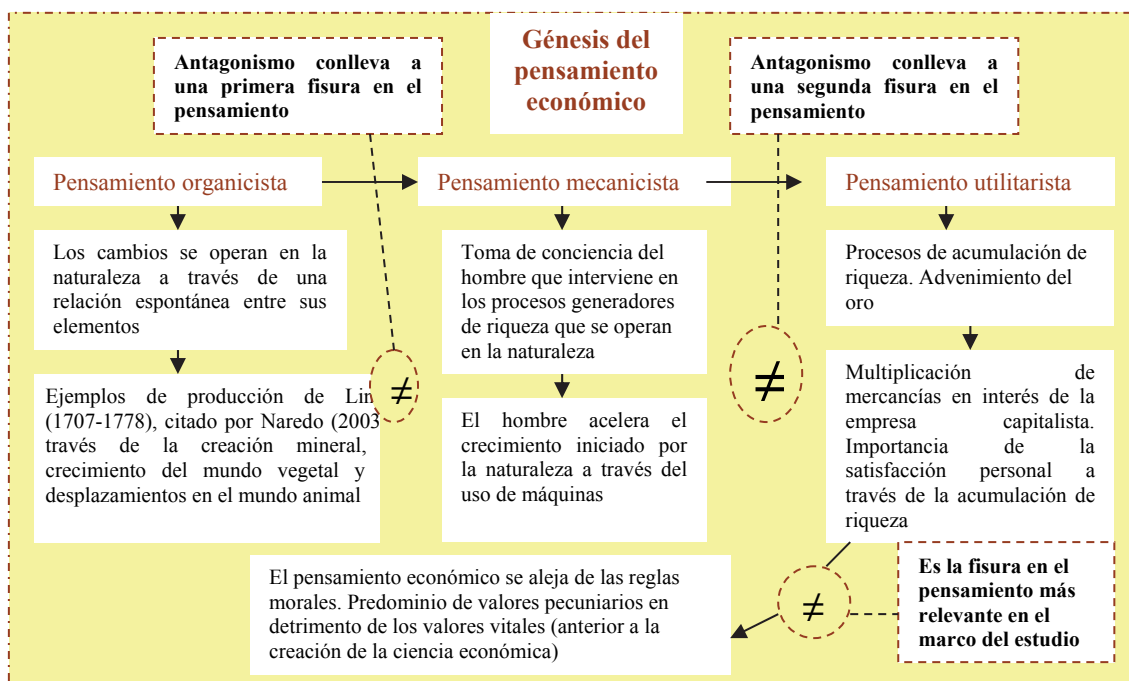 Génesis del
pensamiento
económico
Antagonismo conlleva a
una primera fisura en el
pensamiento
Antagonismo conlleva a
una segunda fisura en el
pensamiento
Pensamiento organicista
Pensamiento mecanicista
Pensamiento utilitarista
Los cambios se operan en la
naturaleza a través de una
relación espontánea entre sus
elementos
Toma de conciencia del
hombre que interviene en
los procesos generadores
de riqueza que se operan
en la naturaleza
Procesos de acumulación de
riqueza. Advenimiento del
oro
≠
≠
Ejemplos de producción de Lin
(1707-1778), citado por Naredo (2003
través de la creación mineral,
crecimiento del mundo vegetal y
desplazamientos en el mundo animal
El hombre acelera el
crecimiento iniciado por
la naturaleza a través del
uso de máquinas
Multiplicación de
mercancías en interés de la
empresa capitalista.
Importancia de la
satisfacción personal a
través de la acumulación de
riqueza
El pensamiento económico se aleja de las reglas
morales. Predominio de valores pecuniarios en
detrimento de los valores vitales (anterior a la
creación de la ciencia económica)
≠
Es la fisura en el
pensamiento más
relevante en el
marco del estudio